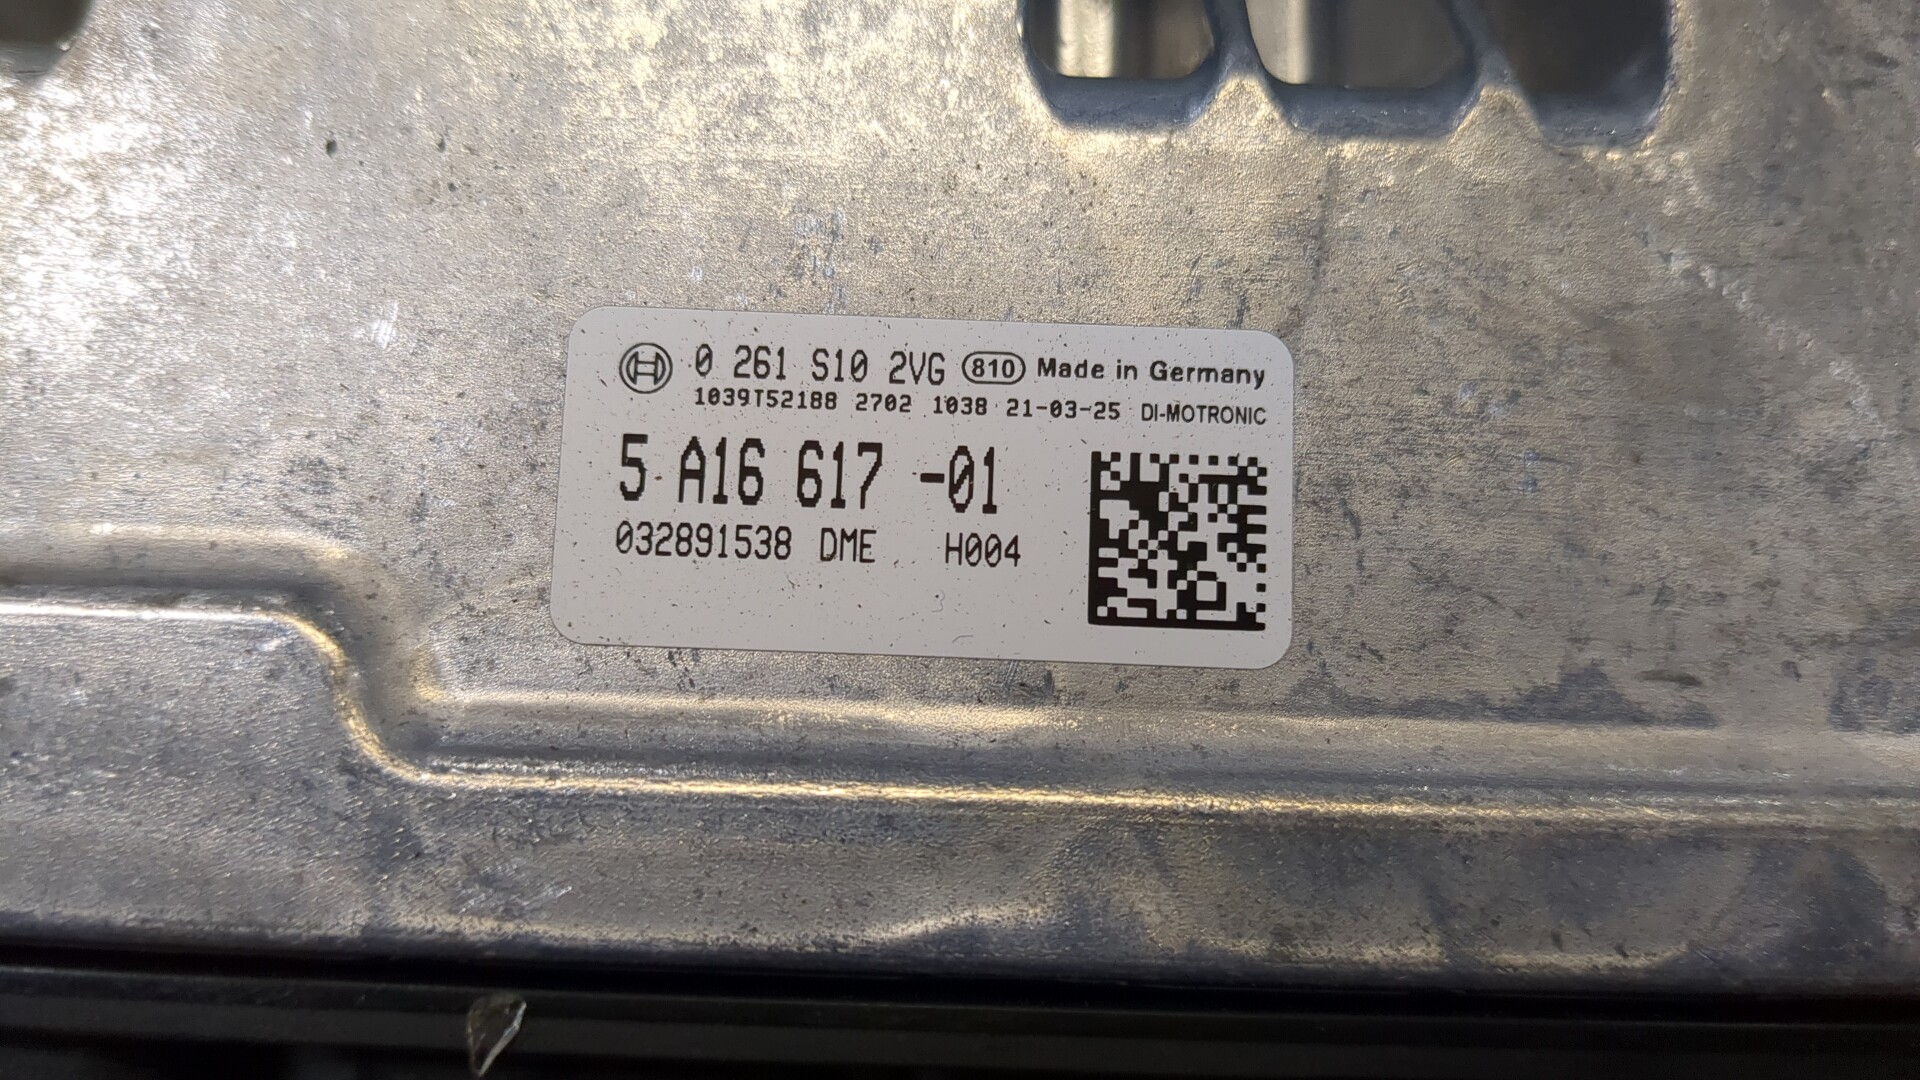 0 261 S10 2VG 810 Made in Germany
1039T52188 2702 1038 21-03-25 DI-MOTRONIC
5 A16 617 -01
032891538 DME H004